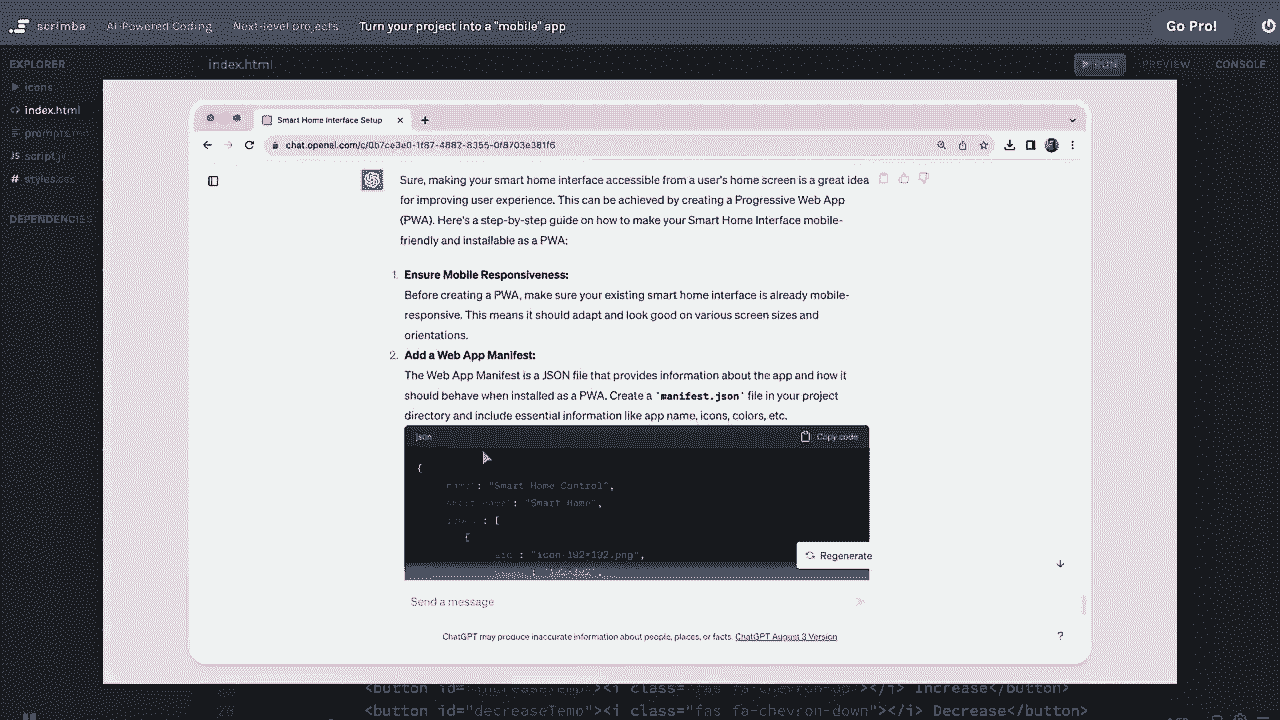 scrimba AI-Powered Coding Next-level projects Turn your project into a "mobile" app Go Pro!
EXPLORER index.html PREVIEW CONSOLE
icons
index.html
prompts.md
script.js
styles.css
DEPENDENCIES
Smart Home Interface Setup
chat.openai.com/c/0b7ce3e0-1f87-4882-8355-0f8703e381f6
Sure, making your smart home interface accessible from a user's home screen is a great idea
for improving user experience. This can be achieved by creating a Progressive Web App
(PWA). Here's a step-by-step guide on how to make your Smart Home Interface mobile-
friendly and installable as a PWA:
1. Ensure Mobile Responsiveness:
Before creating a PWA, make sure your existing smart home interface is already mobile-
responsive. This means it should adapt and look good on various screen sizes and
orientations.
2. Add a Web App Manifest:
The Web App Manifest is a JSON file that provides information about the app and how it
should behave when installed as a PWA. Create a `manifest.json` file in your project
directory and include essential information like app name, icons, colors, etc.
json Copy code
{
: "Smart Home Control",
: "Smart Home",
: [
{
: "icon-192x192.png",
Regenerate
Send a message
ChatGPT may produce inaccurate information about people, places, or facts. ChatGPT August 3 Version
?
<button id="increaseTemp"><i class="fas fa-chevron-up"></i> Increase</button>
<button id="decreaseTemp"><i class="fas fa-chevron-down"></i> Decrease</button>